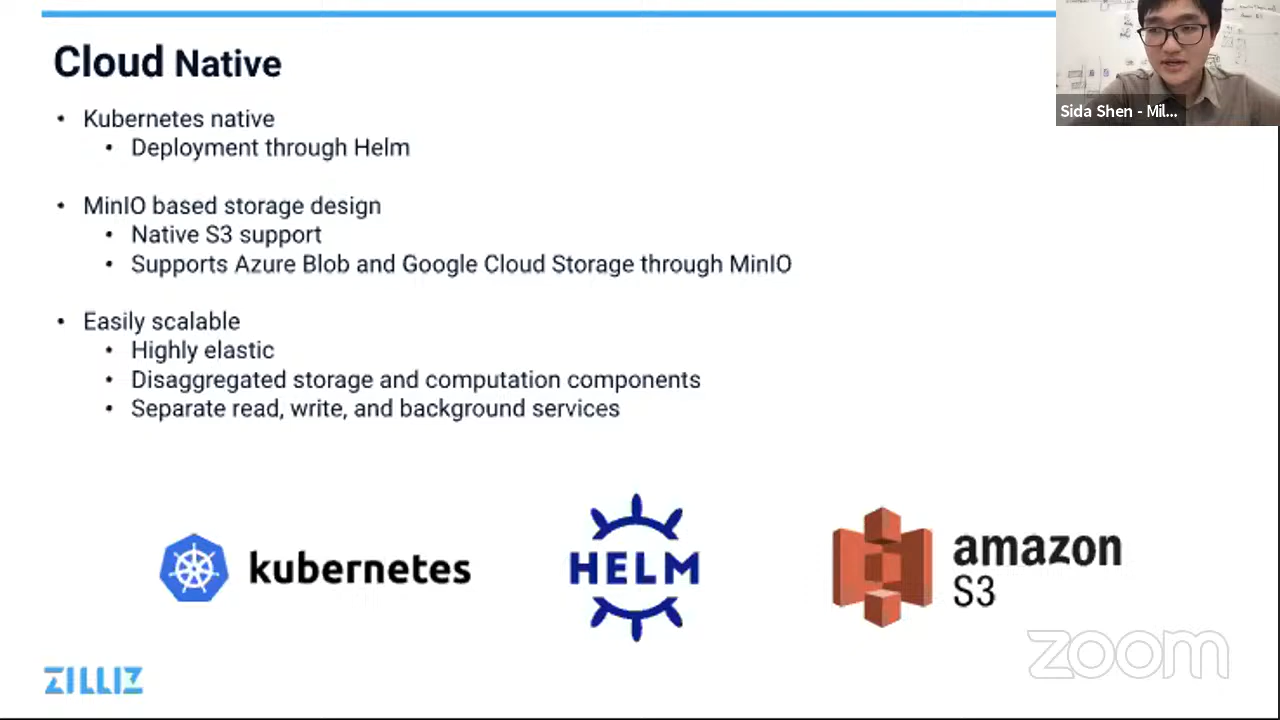 Cloud Native
Sida Shen - Mil...
• Kubernetes native
• Deployment through Helm
• MinIO based storage design
• Native S3 support
• Supports Azure Blob and Google Cloud Storage through MinIO
• Easily scalable
• Highly elastic
• Disaggregated storage and computation components
• Separate read, write, and background services
kubernetes
HELM
amazon
S3
zoom
ZILLIZ